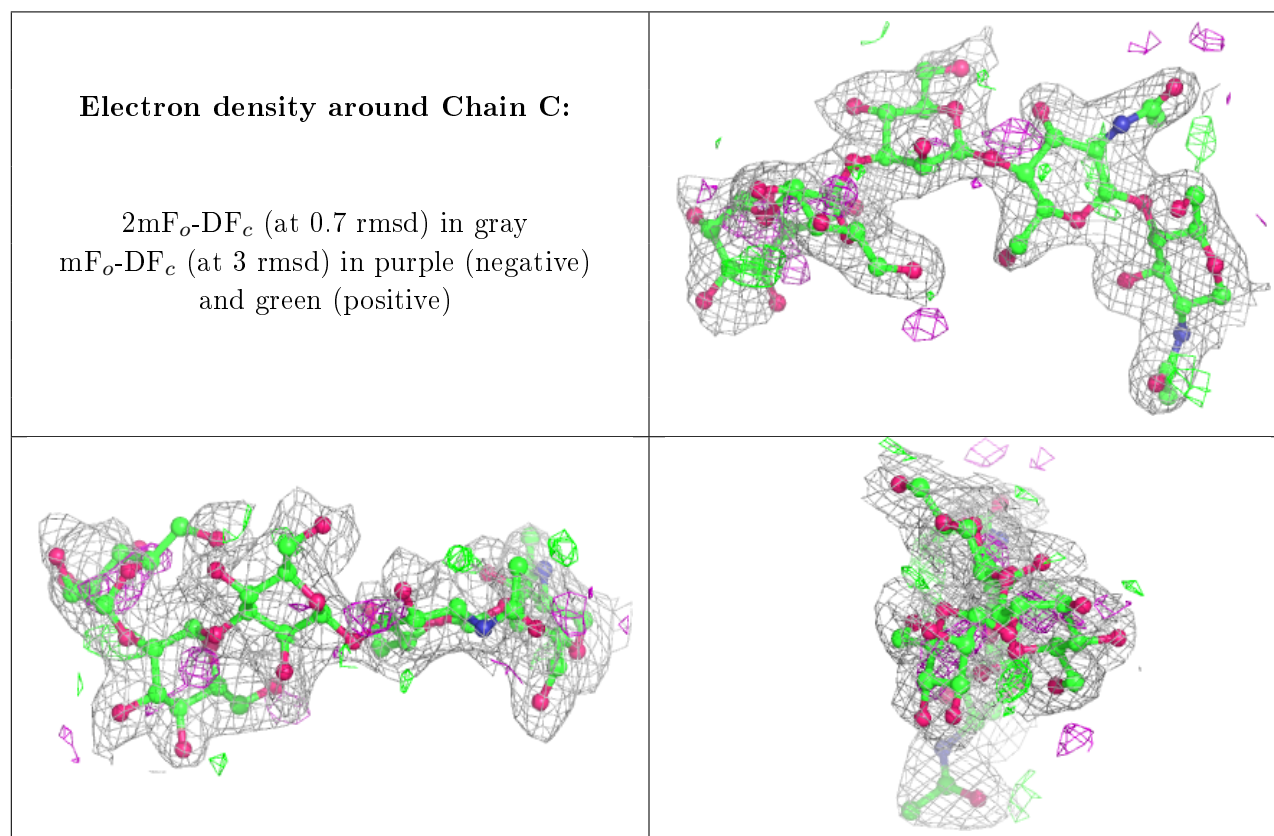 Electron density around Chain C:
2mFₒ-DF𝒸 (at 0.7 rmsd) in gray
mFₒ-DF𝒸 (at 3 rmsd) in purple (negative)
and green (positive)